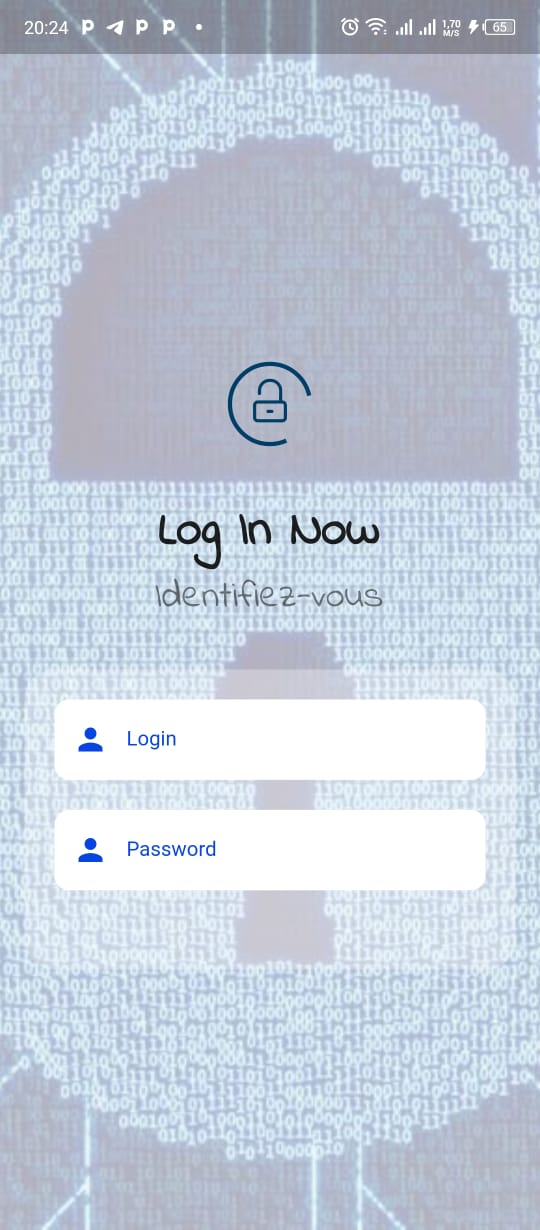 20:24
1,70
M/S
65
Log In Now
Identifiez-vous
Login
Password